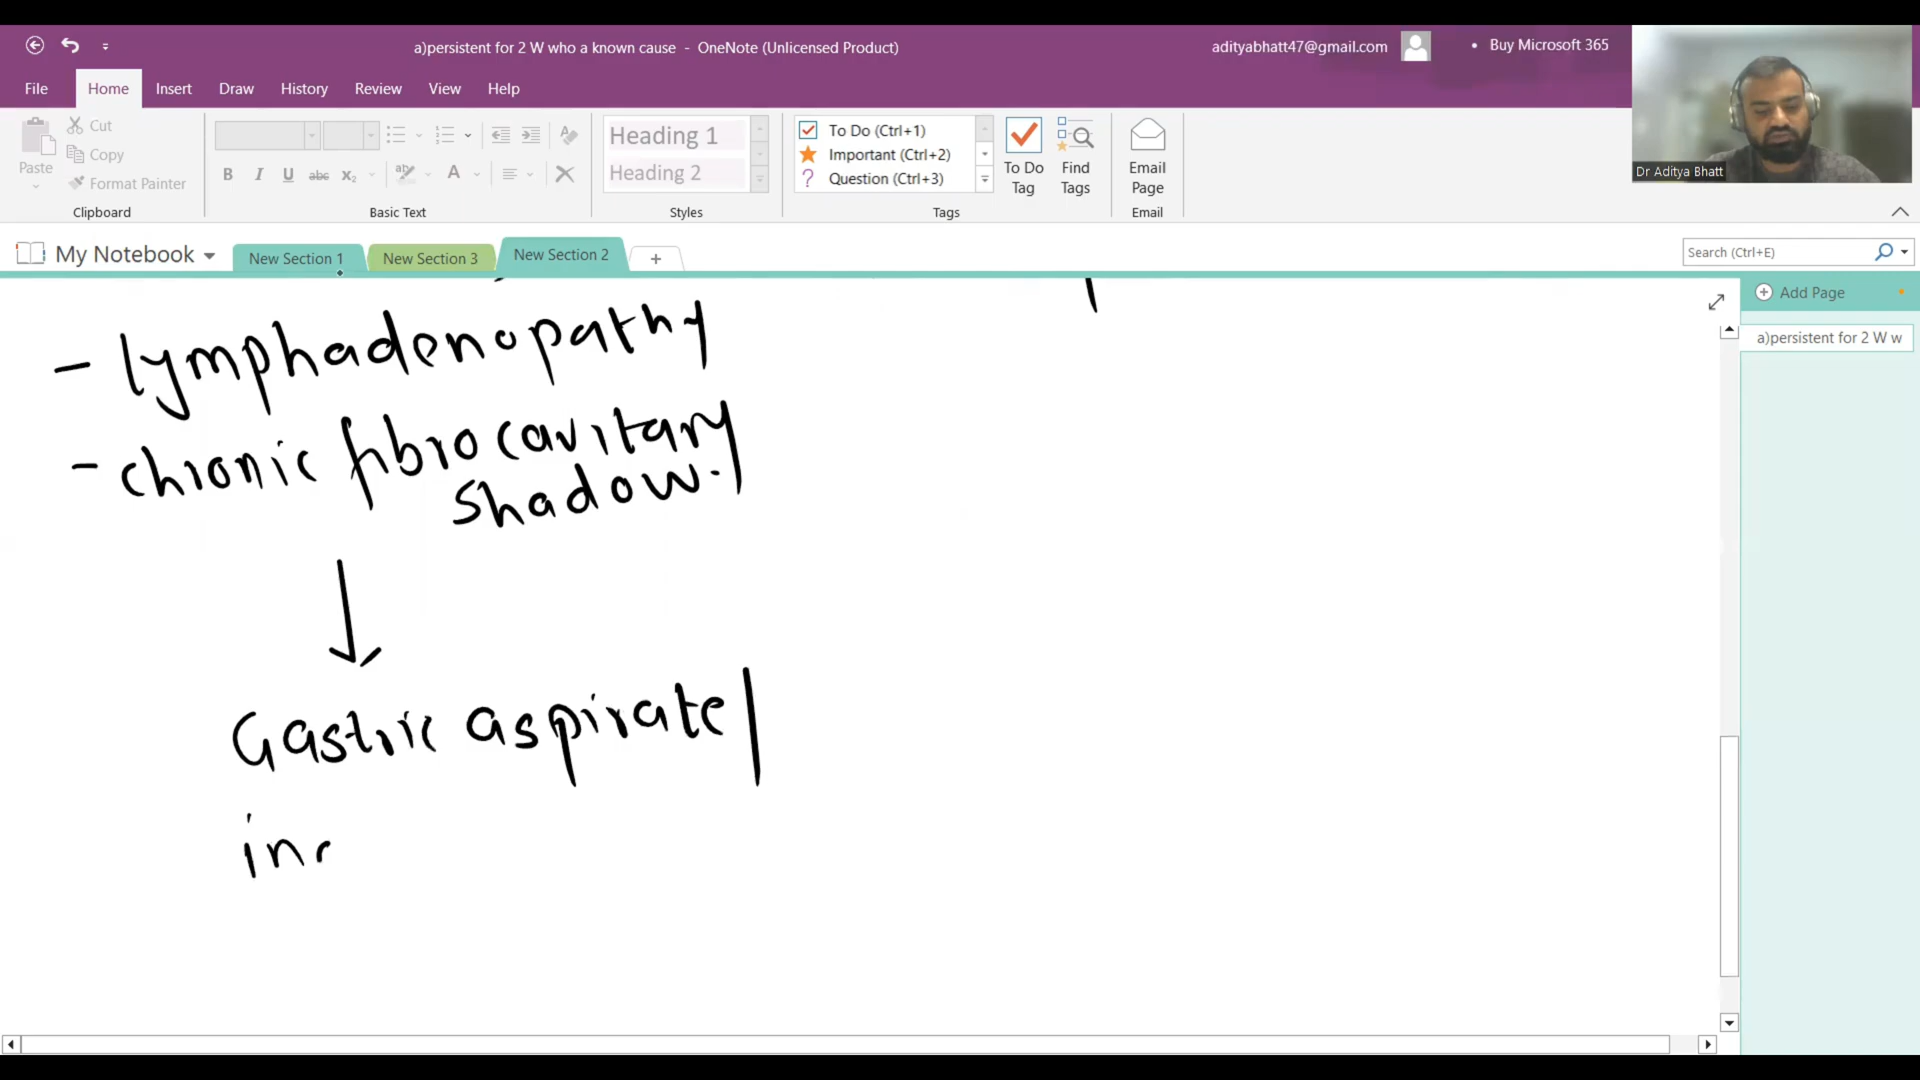 a)persistent for 2 W who a known cause - OneNote (Unlicensed Product)
adityabhatt47@gmail.com
Buy Microsoft 365
File Home Insert Draw History Review View Help
Paste
Cut
Copy
Format Painter
Clipboard
B I U abc x₂ ab A
Basic Text
Heading 1
Heading 2
Styles
To Do (Ctrl+1)
Important (Ctrl+2)
? Question (Ctrl+3)
To Do Tag
Find Tags
Tags
Email Page
Email
Dr Aditya Bhatt
My Notebook
New Section 1
New Section 3
New Section 2
+
Search (Ctrl+E)
Add Page
a)persistent for 2 W w
- lymphadenopathy
- chronic fibrocavitary
shadow.
Gastric aspirate/